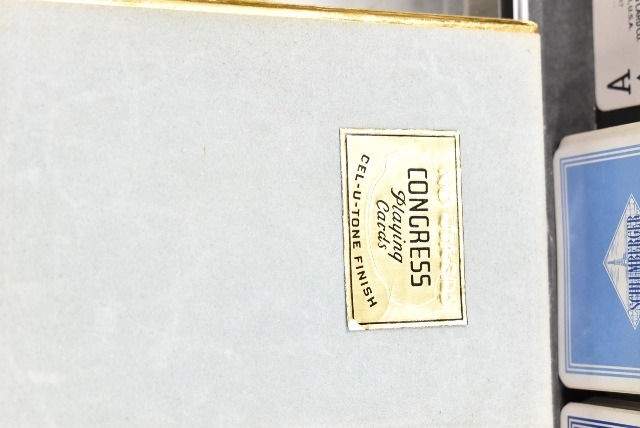 CONGRESS
Playing
Cards
CEL-U-TONE FINISH
SCHLUMBERGER
A
U.S.A.